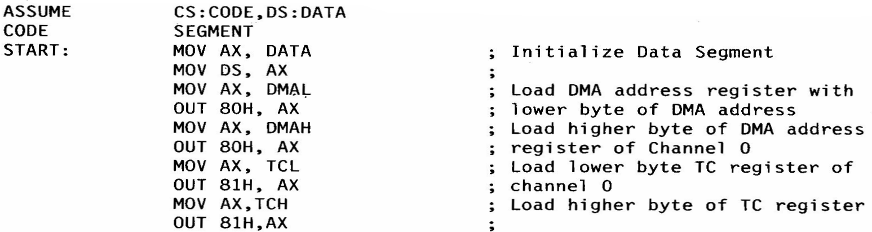 ASSUME CS:CODE,DS:DATA
CODE SEGMENT
START: MOV AX, DATA ; Initialize Data Segment
MOV DS, AX ;
MOV AX, DMAL ; Load DMA address register with
OUT 80H, AX ; lower byte of DMA address
MOV AX, DMAH ; Load higher byte of DMA address
OUT 80H, AX ; register of Channel 0
MOV AX, TCL ; Load lower byte TC register of
OUT 81H, AX ; channel 0
MOV AX,TCH ; Load higher byte of TC register
OUT 81H,AX ;